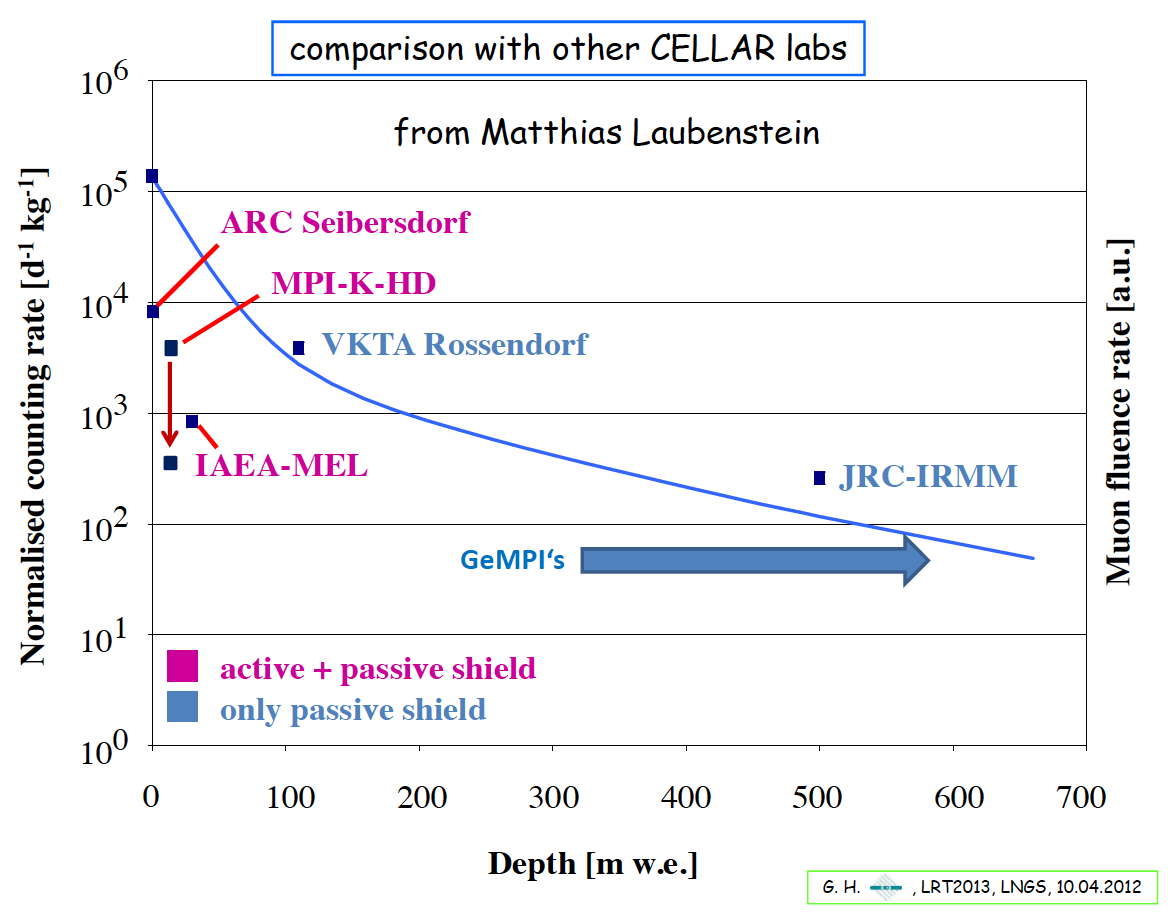 comparison with other CELLAR labs
from Matthias Laubenstein
Normalised counting rate [d-1 kg-1]
10^6
10^5
10^4
10^3
10^2
10^1
10^0
ARC Seibersdorf
MPI-K-HD
VKTA Rossendorf
IAEA-MEL
JRC-IRMM
GeMPI‘s
active + passive shield
only passive shield
Muon fluence rate [a.u.]
0 100 200 300 400 500 600 700
Depth [m w.e.]
G. H. , LRT2013, LNGS, 10.04.2012